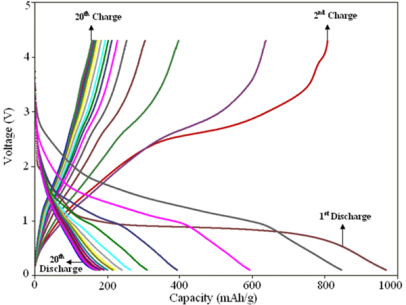 5
20th Charge
2nd Charge
4
3
Voltage (V)
2
1
1st Discharge
20th
Discharge
0
0
200
400
600
800
1000
Capacity (mAh/g)